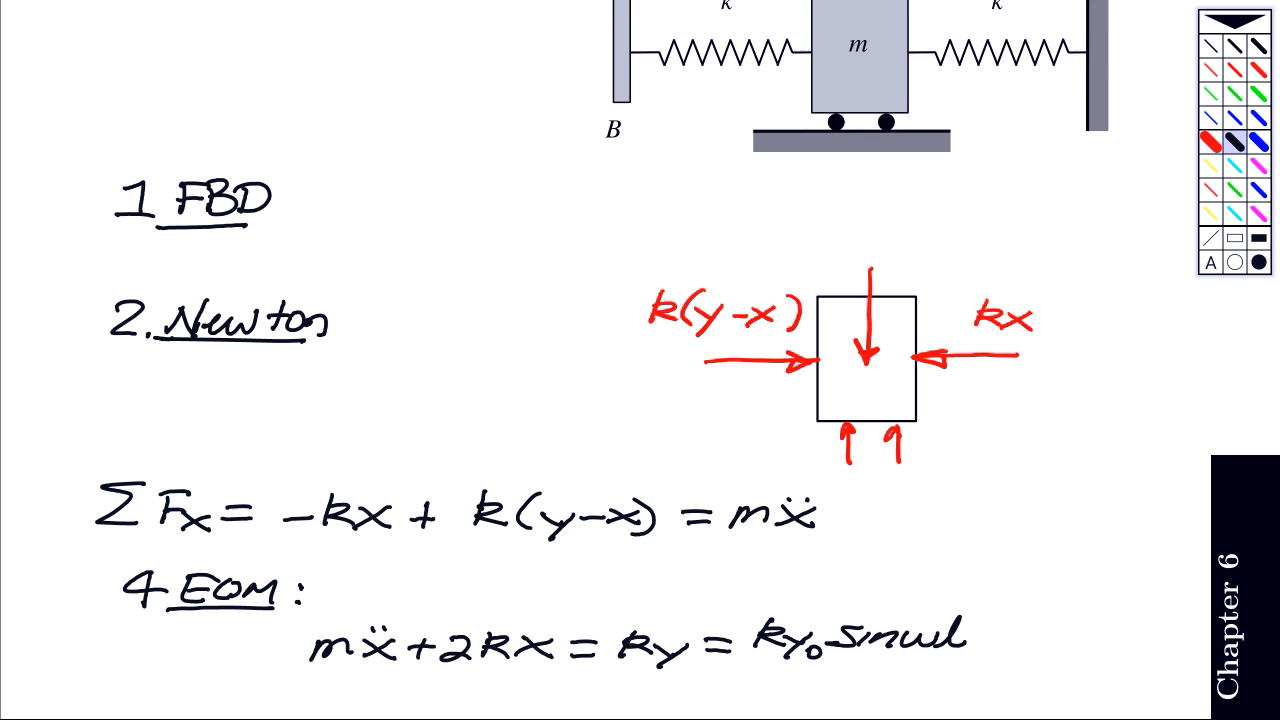 k k
m
B
1 FBD
2. Newton
k(y-x) kx
ΣFx = -kx + k(y-x) = mẍ
4 EOM:
mẍ + 2kx = ky = ky₀ sinωt
A
Chapter 6